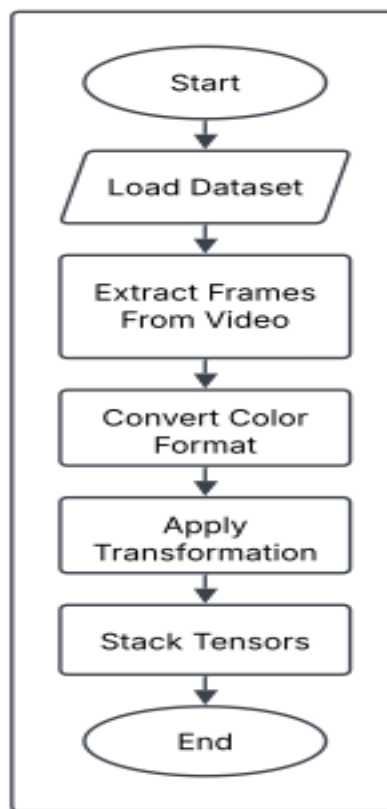 Start
Load Dataset
Extract Frames
From Video
Convert Color
Format
Apply
Transformation
Stack Tensors
End